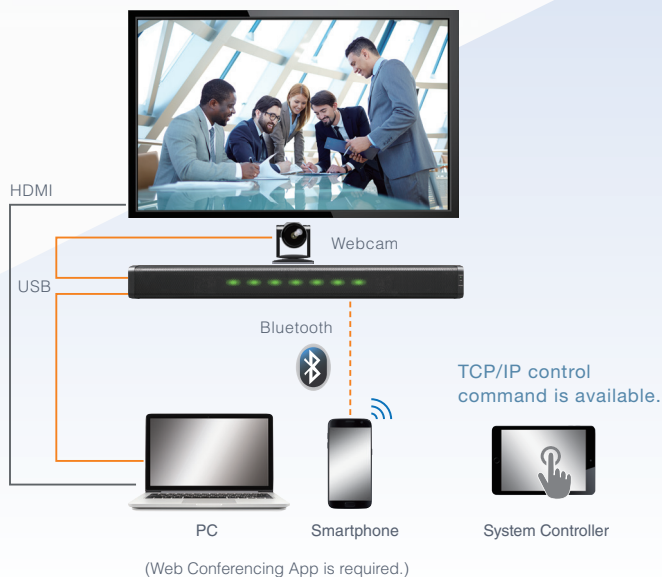 HDMI
Webcam
USB
Bluetooth
TCP/IP control
command is available.
PC
Smartphone
System Controller
(Web Conferencing App is required.)